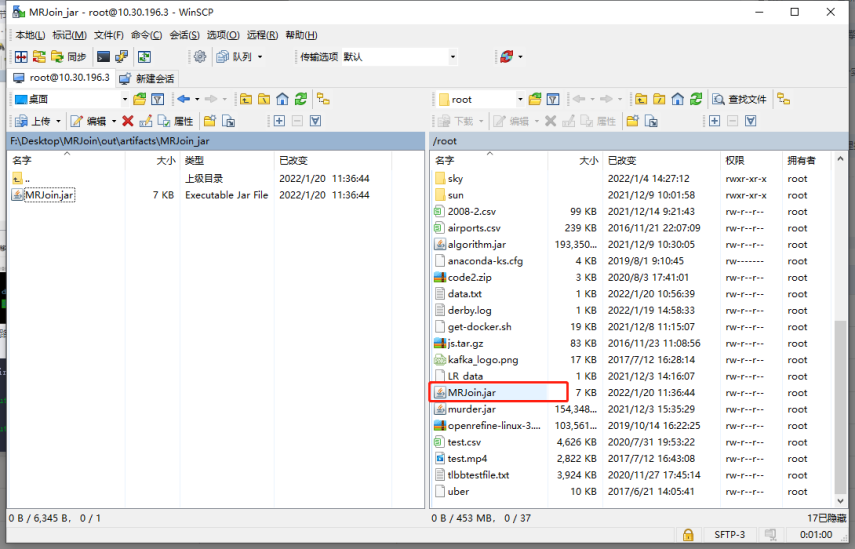 MRJoin_jar - root@10.30.196.3 - WinSCP
本地(L) 标记(M) 文件(F) 命令(C) 会话(S) 选项(O) 远程(R) 帮助(H)
同步 队列 传输选项 默认
root@10.30.196.3 新建会话
桌面
上传 编辑 属性
F:\Desktop\MRJoin\out\artifacts\MRJoin_jar
名字 大小 类型 已改变
.. 上级目录 2022/1/20 11:36:44
MRJoin.jar 7 KB Executable Jar File 2022/1/20 11:36:44
root 查找文件
下载 编辑 属性
/root
名字 大小 已改变 权限 拥有者
sky 2022/1/4 14:27:12 rwxr-xr-x root
sun 2021/12/9 10:01:58 rwxr-xr-x root
2008-2.csv 99 KB 2021/12/14 9:21:43 rw-r--r-- root
airports.csv 239 KB 2016/11/21 22:07:09 rw-r--r-- root
algorithm.jar 193,350... 2021/12/9 10:30:05 rw-r--r-- root
anaconda-ks.cfg 4 KB 2019/8/1 9:10:45 rw------- root
code2.zip 3 KB 2020/8/3 17:41:01 rw-r--r-- root
data.txt 1 KB 2022/1/20 10:56:39 rw-r--r-- root
derby.log 1 KB 2022/1/19 14:58:33 rw-r--r-- root
get-docker.sh 19 KB 2021/12/8 11:15:07 rw-r--r-- root
js.tar.gz 83 KB 2016/11/23 11:08:56 rw-r--r-- root
kafka_logo.png 17 KB 2017/7/12 16:28:14 rw-r--r-- root
LR_data 1 KB 2021/12/3 14:16:07 rw-r--r-- root
MRJoin.jar 7 KB 2022/1/20 11:36:44 rw-r--r-- root
murder.jar 154,348... 2021/12/3 15:35:29 rw-r--r-- root
openrefine-linux-3.... 103,561... 2019/10/14 16:22:25 rw-r--r-- root
test.csv 4,626 KB 2020/7/31 19:53:22 rw-r--r-- root
test.mp4 2,822 KB 2017/7/12 16:43:08 rw-r--r-- root
tlbbtestfile.txt 3,924 KB 2020/11/27 17:45:14 rw-r--r-- root
uber 10 KB 2017/6/21 14:05:41 rw-r--r-- root
0 B / 6,345 B, 0 / 1
0 B / 453 MB, 0 / 37
17已隐藏
SFTP-3 0:01:00